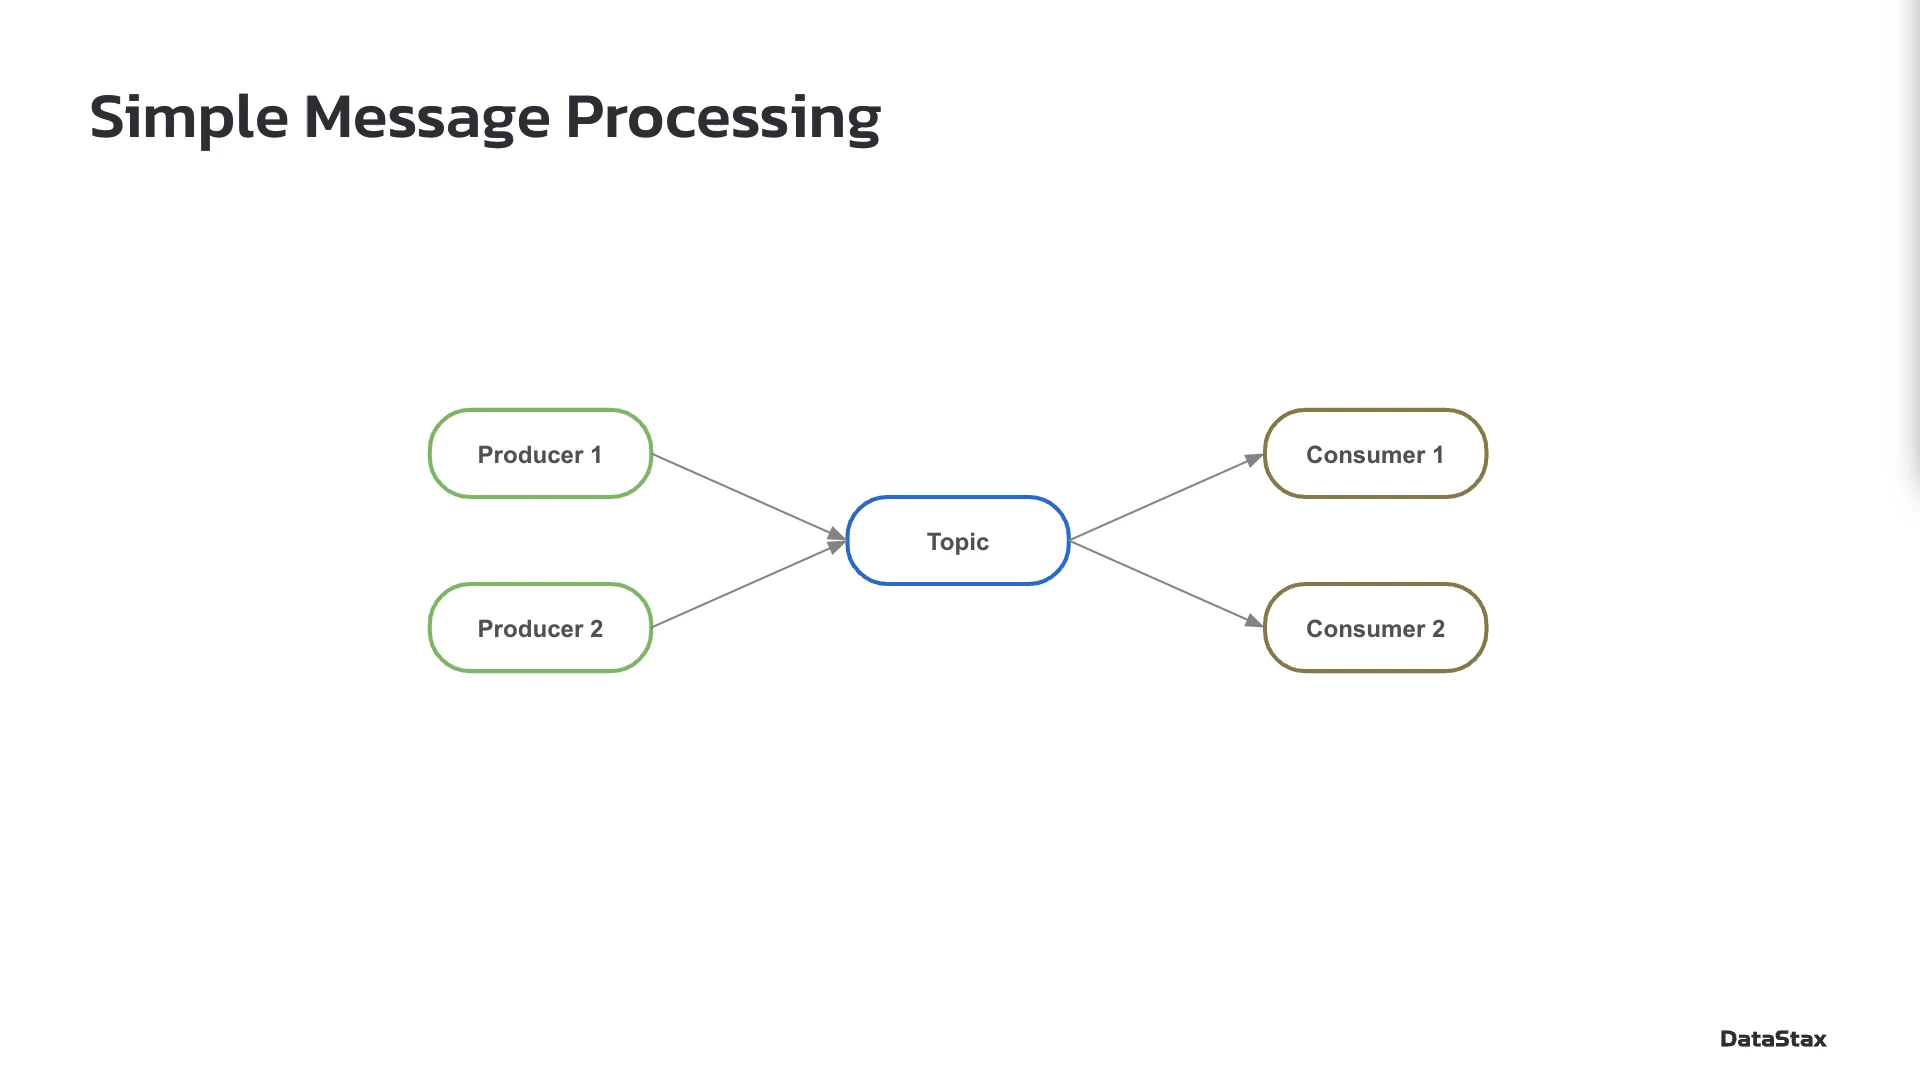 Simple Message Processing
Producer 1
Consumer 1
Topic
Producer 2
Consumer 2
DataStax